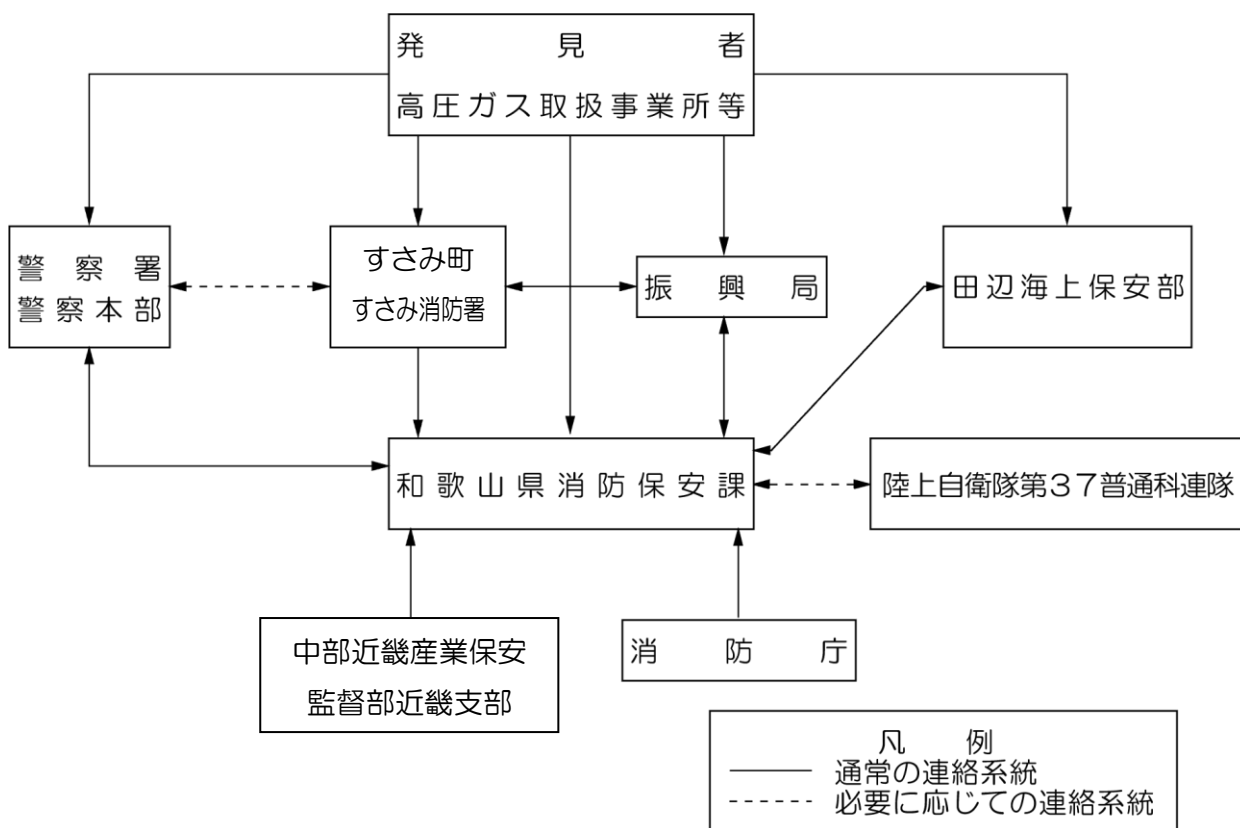 発見者
高圧ガス取扱事業所等
警察署
警察本部
すさみ町
すさみ消防署
振興局
田辺海上保安部
和歌山県消防保安課
陸上自衛隊第３７普通科連隊
中部近畿産業保安
監督部近畿支部
消防庁
凡例
通常の連絡系統
必要に応じての連絡系統